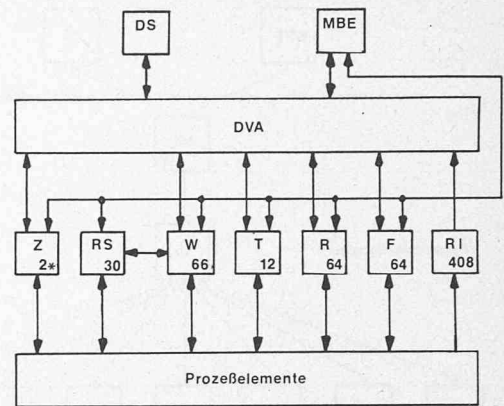 DS
MBE
DVA
Z
2*
RS
30
W
66
T
12
R
64
F
64
RI
408
Prozeßelemente